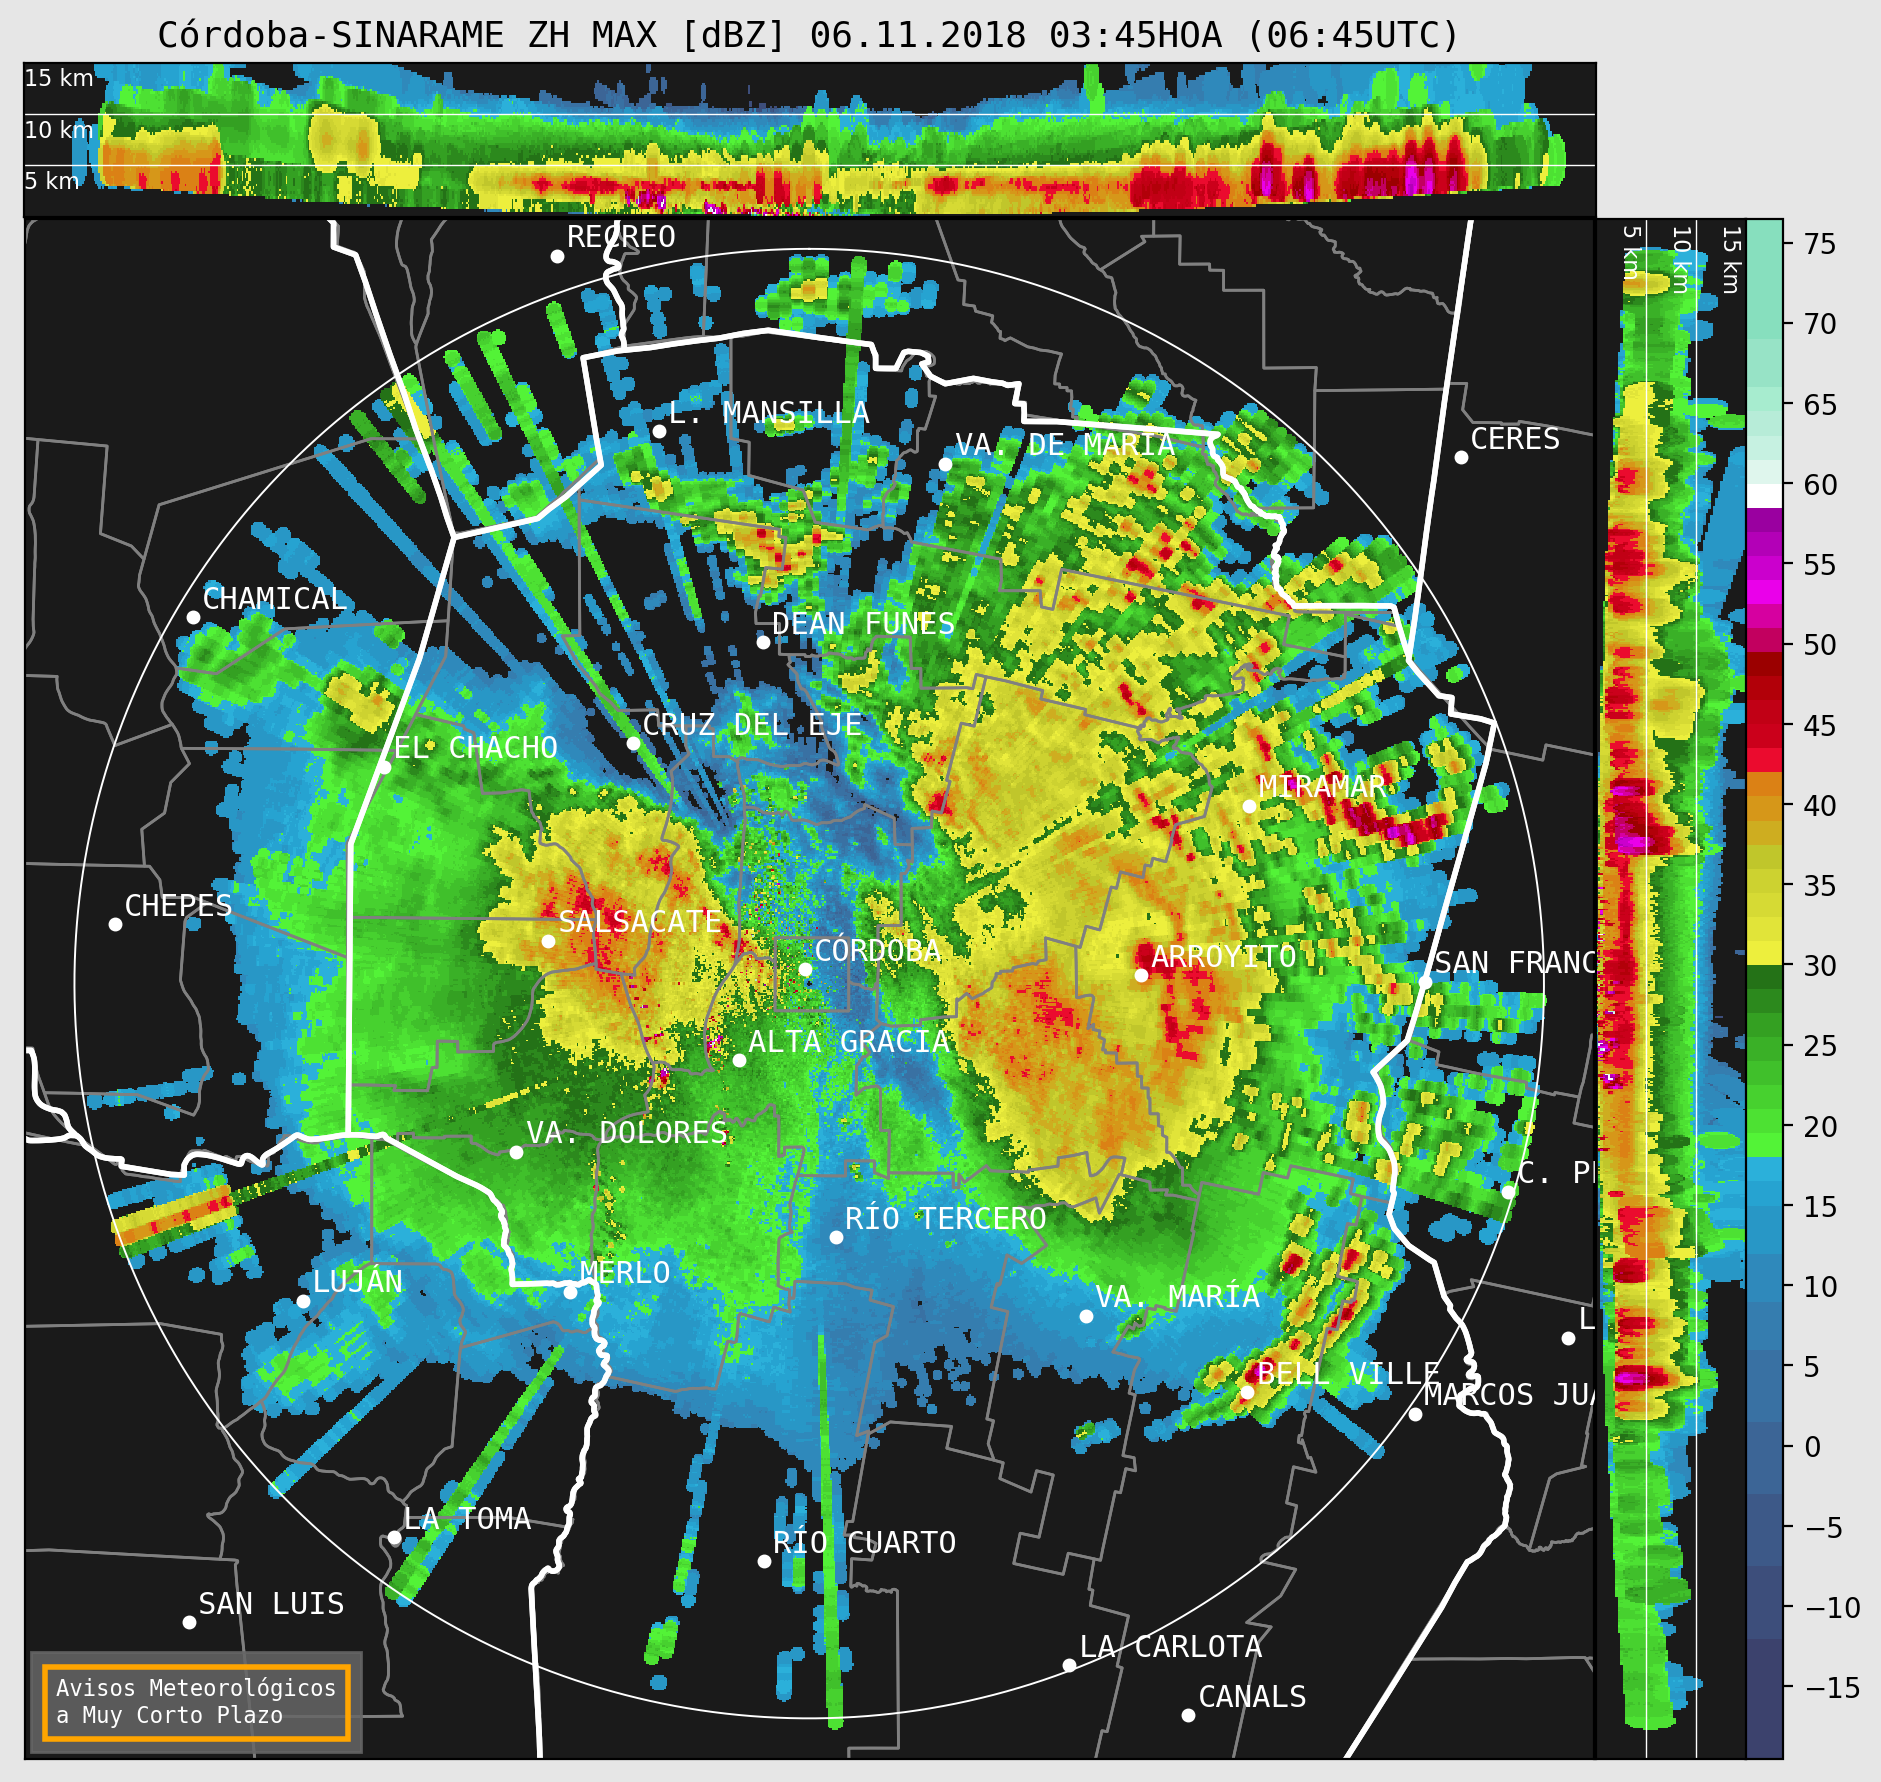 Córdoba-SINARAME ZH MAX [dBZ] 06.11.2018 03:45HOA (06:45UTC)
15 km
10 km
5 km
5 km
10 km
15 km
75
70
65
60
55
50
45
40
35
30
25
20
15
10
5
0
−5
−10
−15
RECREO
L. MANSILLA
VA. DE MARÍA
CERES
CHAMICAL
DEAN FUNES
CRUZ DEL EJE
EL CHACHO
MIRAMAR
CHEPES
SALSACATE
CÓRDOBA
ARROYITO
SAN FRANC
ALTA GRACIA
VA. DOLORES
C. P
RÍO TERCERO
MERLO
LUJÁN
VA. MARÍA
L
BELL VILLE
MARCOS JUÁ
LA TOMA
RÍO CUARTO
SAN LUIS
LA CARLOTA
CANALS
Avisos Meteorológicos
a Muy Corto Plazo